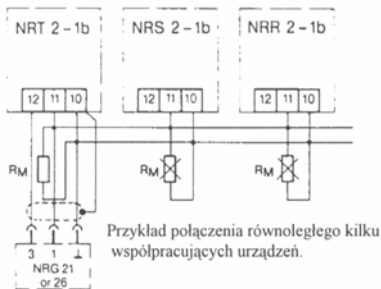 NRT 2-1b NRS 2-1b NRR 2-1b
12 11 10 12 11 10 12 11 10
RM RM RM
3 1 ⊥
NRG 21
or 26
Przykład połączenia równoległego kilku
współpracujących urządzeń.